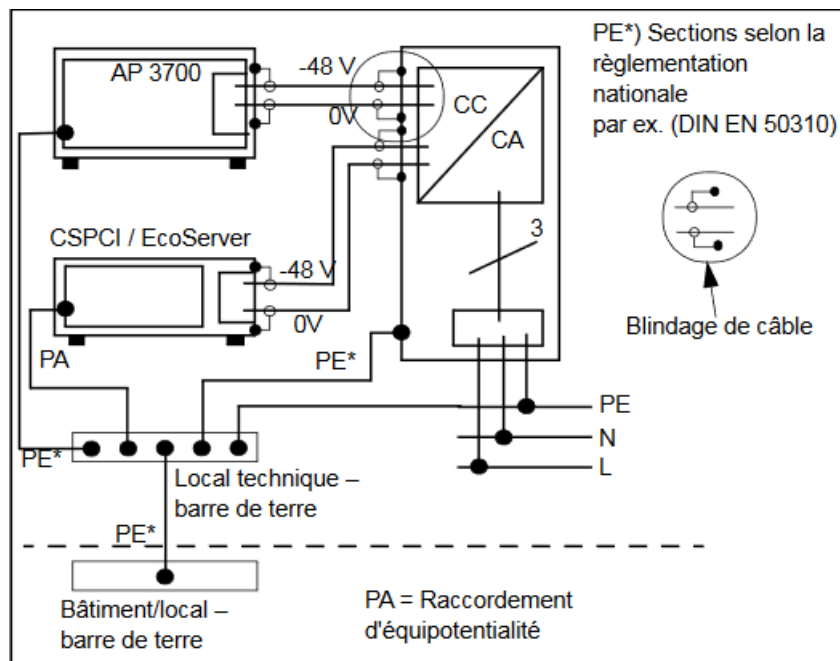 AP 3700
-48 V
0V
CC
CA
3
PE*) Sections selon la
règlementation
nationale
par ex. (DIN EN 50310)
Blindage de câble
CSPCI / EcoServer
-48 V
0V
PA
PE*
PE
N
L
PE*
Local technique –
barre de terre
PE*
Bâtiment/local –
barre de terre
PA = Raccordement
d'équipotentialité